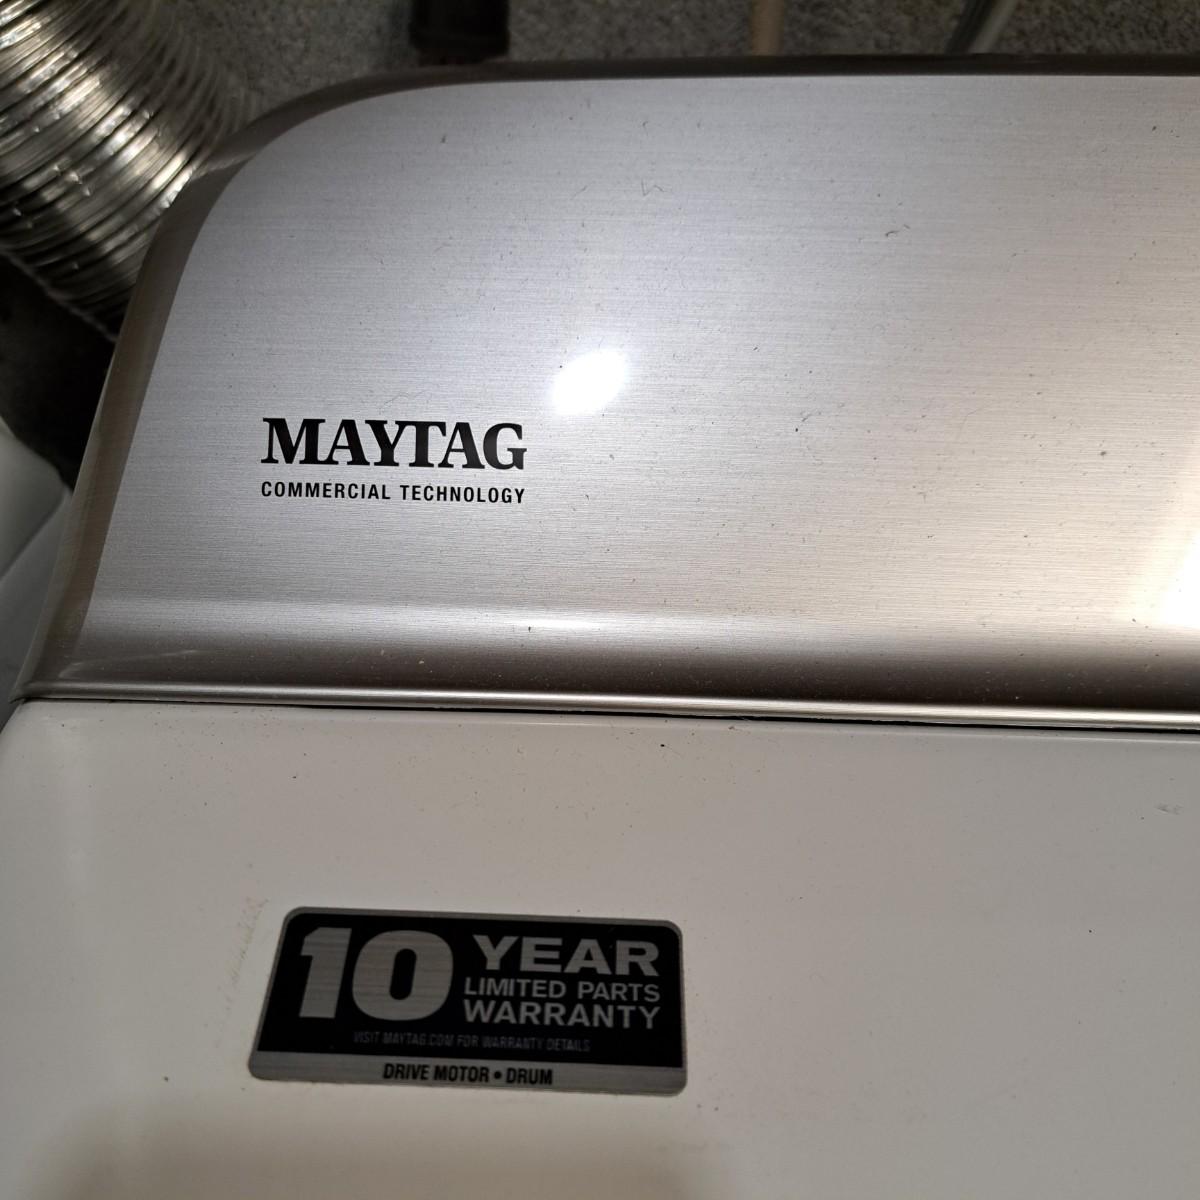 MAYTAG
COMMERCIAL TECHNOLOGY
10 YEAR
LIMITED PARTS
WARRANTY
VISIT MAYTAG.COM FOR WARRANTY DETAILS
DRIVE MOTOR • DRUM